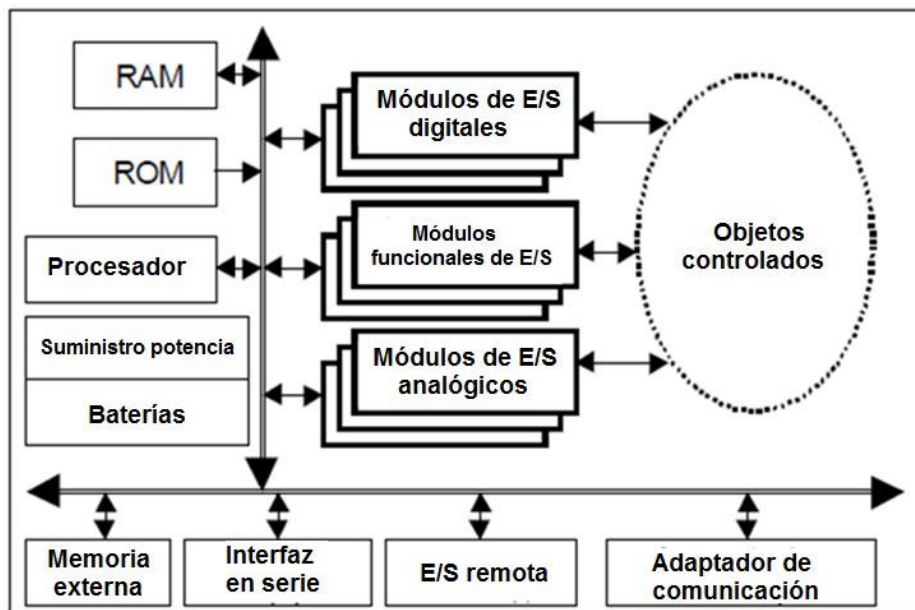 RAM
ROM
Procesador
Suministro potencia
Baterías
Módulos de E/S
digitales
Módulos
funcionales de E/S
Módulos de E/S
analógicos
Objetos
controlados
Memoria
externa
Interfaz
en serie
E/S remota
Adaptador de
comunicación